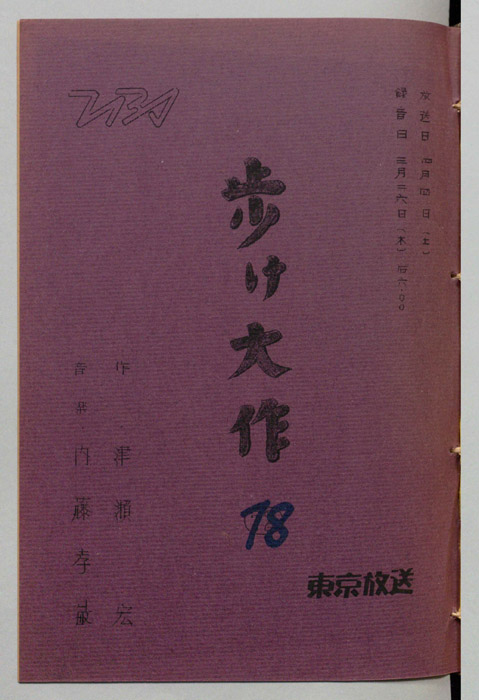 放送日 四月四日（土）
録音日 三月二六日（木）后六.〇〇
歩け大作
78
東京放送
作 津瀬 宏
音楽 内藤孝敏
TBS